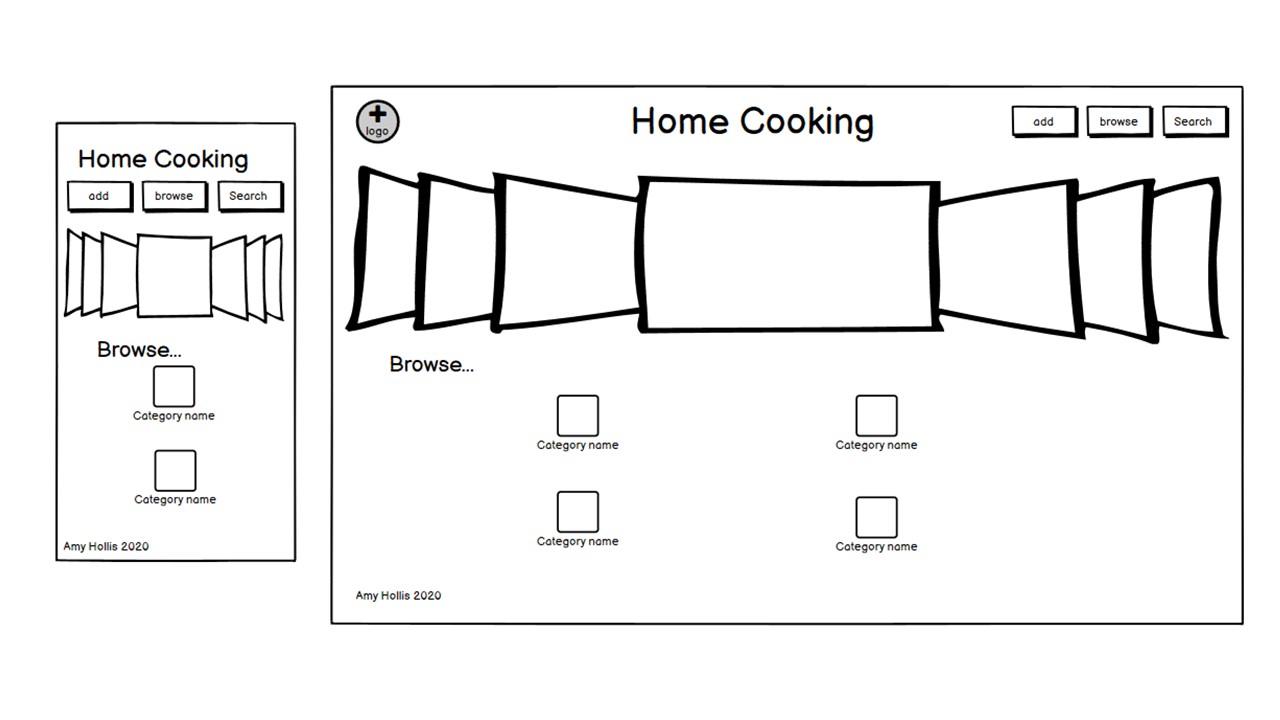 Home Cooking
add
browse
Search
Browse...
Category name
Category name
Amy Hollis 2020
logo
Home Cooking
add
browse
Search
Browse...
Category name
Category name
Category name
Category name
Amy Hollis 2020